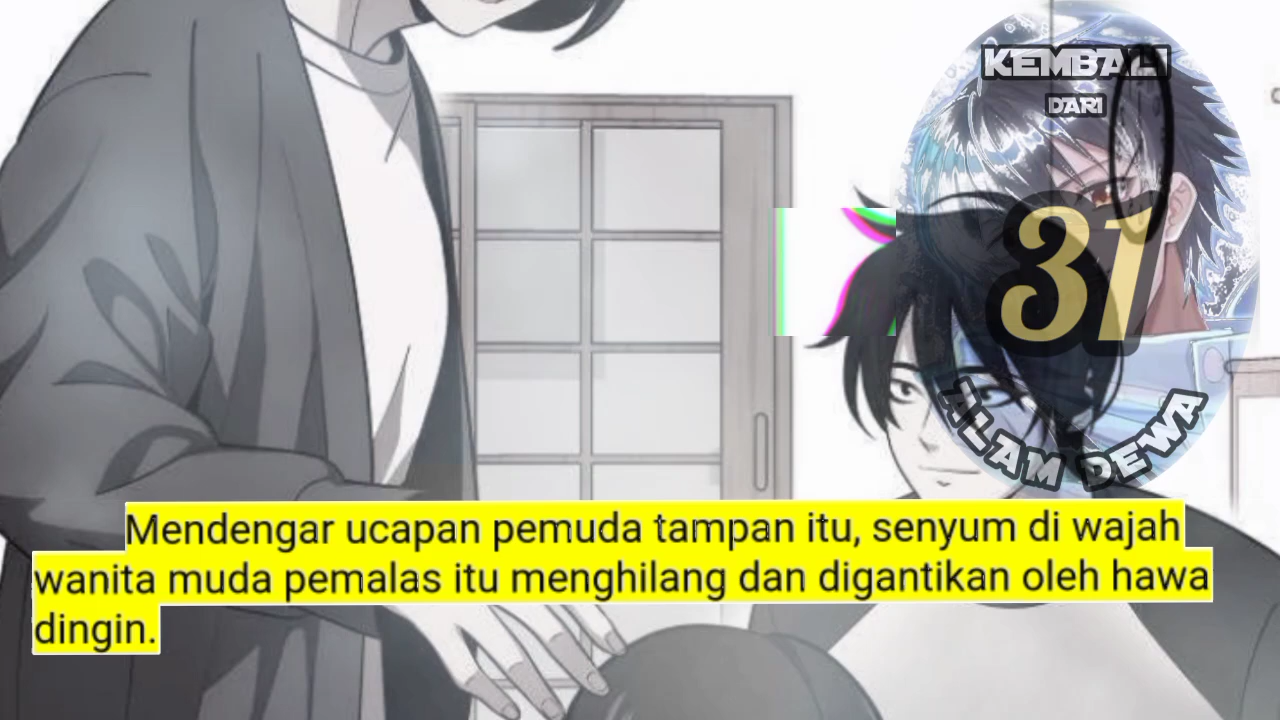 KEMBALI
DARI
31
ALAM DEWA
Mendengar ucapan pemuda tampan itu, senyum di wajah
wanita muda pemalas itu menghilang dan digantikan oleh hawa
dingin.